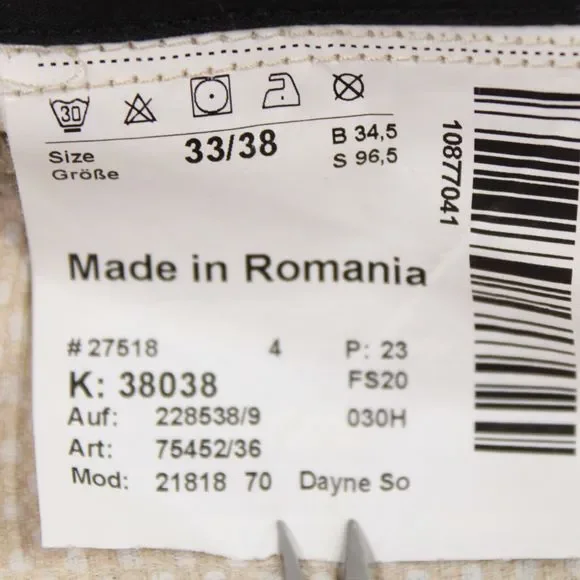 30
Size 33/38 B 34,5
Größe S 96,5
10877041
Made in Romania
# 27518 4 P: 23
K: 38038 FS20
Auf: 228538/9 030H
Art: 75452/36
Mod: 21818 70 Dayne So